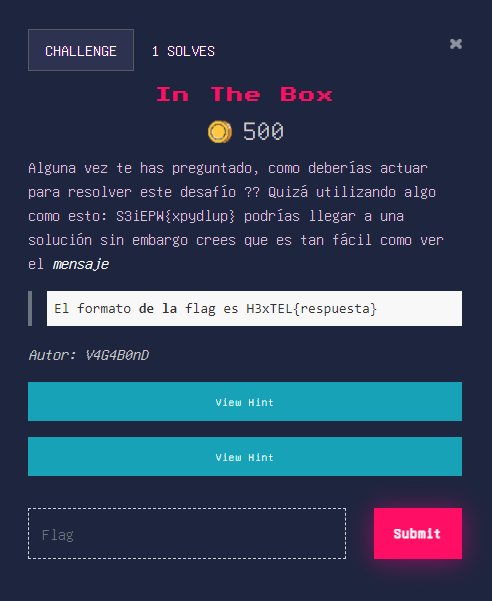 CHALLENGE
1 SOLVES
In The Box
500
Alguna vez te has preguntado, como deberías actuar
para resolver este desafío ?? Quizá utilizando algo
como esto: S3iEPW{xpydlup} podrías llegar a una
solución sin embargo crees que es tan fácil como ver
el mensaje
El formato de la flag es H3xTEL{respuesta}
Autor: V4G4B0nD
View Hint
View Hint
Flag
Submit